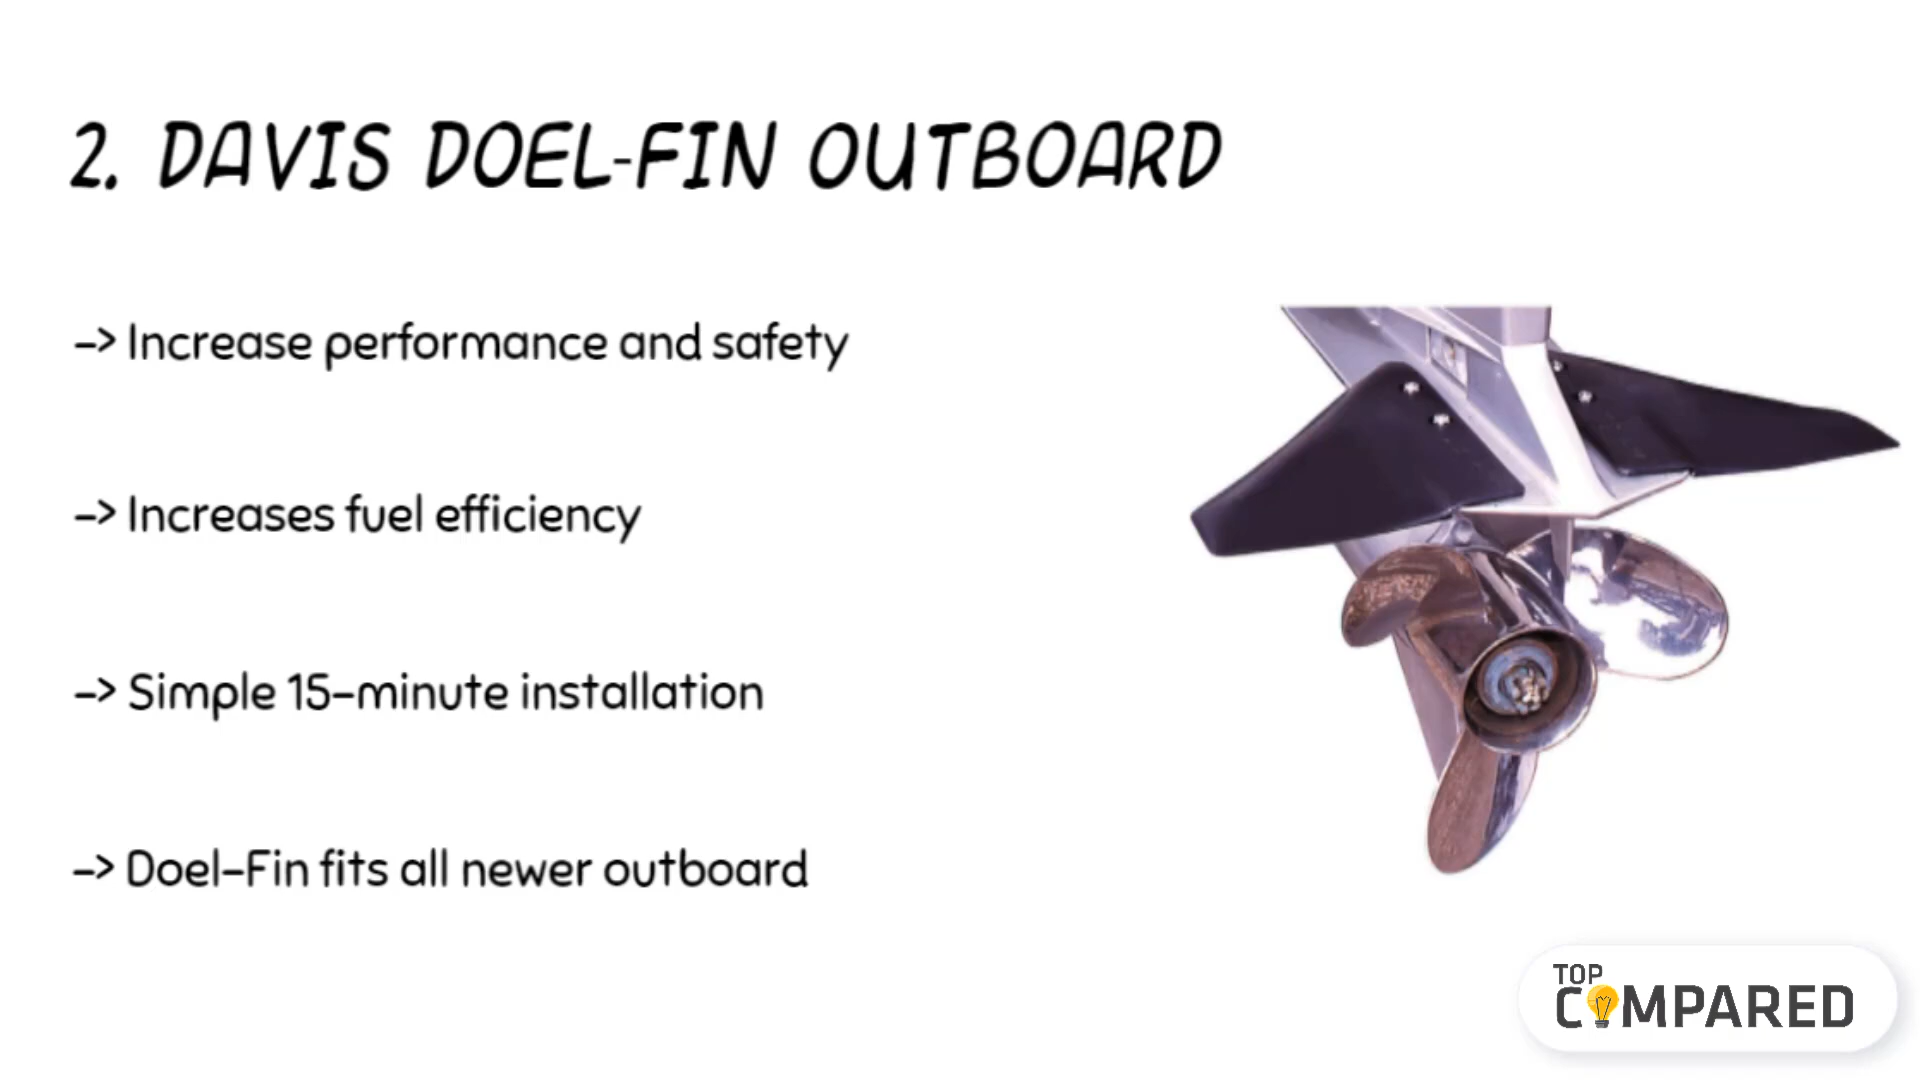 2. DAVIS DOEL-FIN OUTBOARD
-> Increase performance and safety
-> Increases fuel efficiency
-> Simple 15-minute installation
-> Doel-Fin fits all newer outboard
TOP
COMPARED